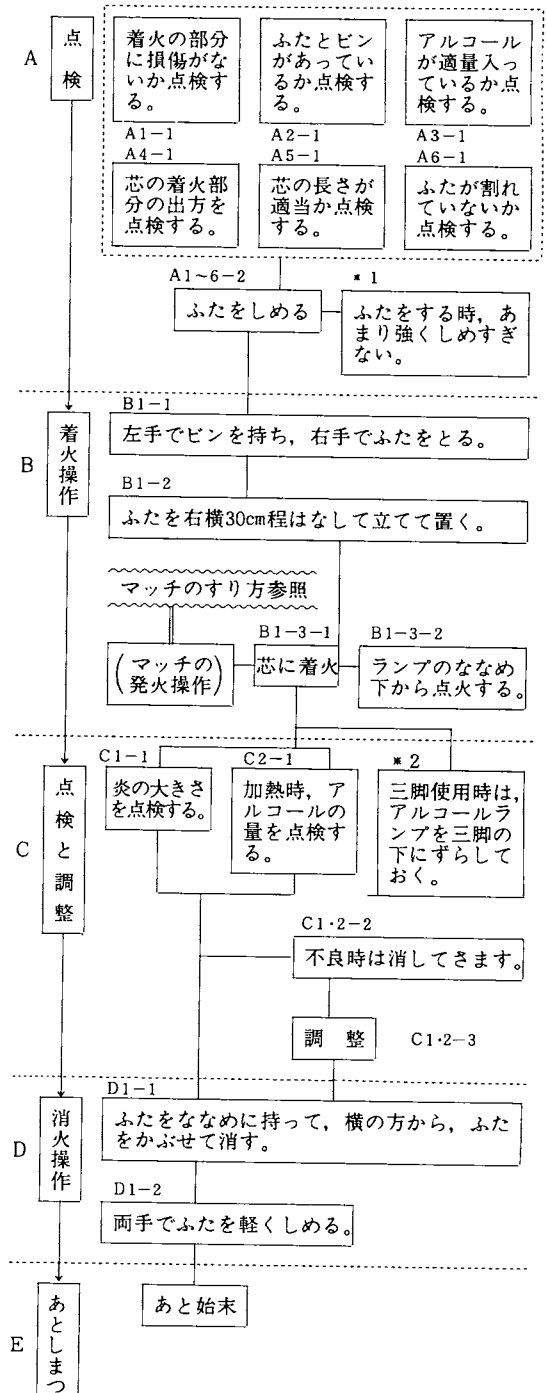 A
点検
着火の部分
に損傷がな
いか点検す
る。
ふたとビン
があってい
るか点検す
る。
アルコール
が適量入っ
ているか点
検する。
A1-1
A2-1
A3-1
A4-1
A5-1
A6-1
芯の着火部
分の出方を
点検する。
芯の長さが
適当か点検
する。
ふたが割れ
ていないか
点検する。
A1~6-2
*1
ふたをしめる
ふたをする時,あ
まり強くしめすぎ
ない。
B
着火操作
B1-1
左手でビンを持ち,右手でふたをとる。
B1-2
ふたを右横30cm程はなして立てて置く。
マッチのすり方参照
B1-3-1
B1-3-2
(マッチの
発火操作)
芯に着火
ランプのななめ
下から点火する。
C
点検と調整
C1-1
C2-1
*2
炎の大きさ
を点検する。
加熱時,ア
ルコールの
量を点検す
る。
三脚使用時は,
アルコールラ
ンプを三脚の
下にずらして
おく。
C1・2-2
不良時は消してさます。
調整
C1・2-3
D
消火操作
D1-1
ふたをななめに持って,横の方から,ふた
をかぶせて消す。
D1-2
両手でふたを軽くしめる。
E
あとしまつ
あと始末